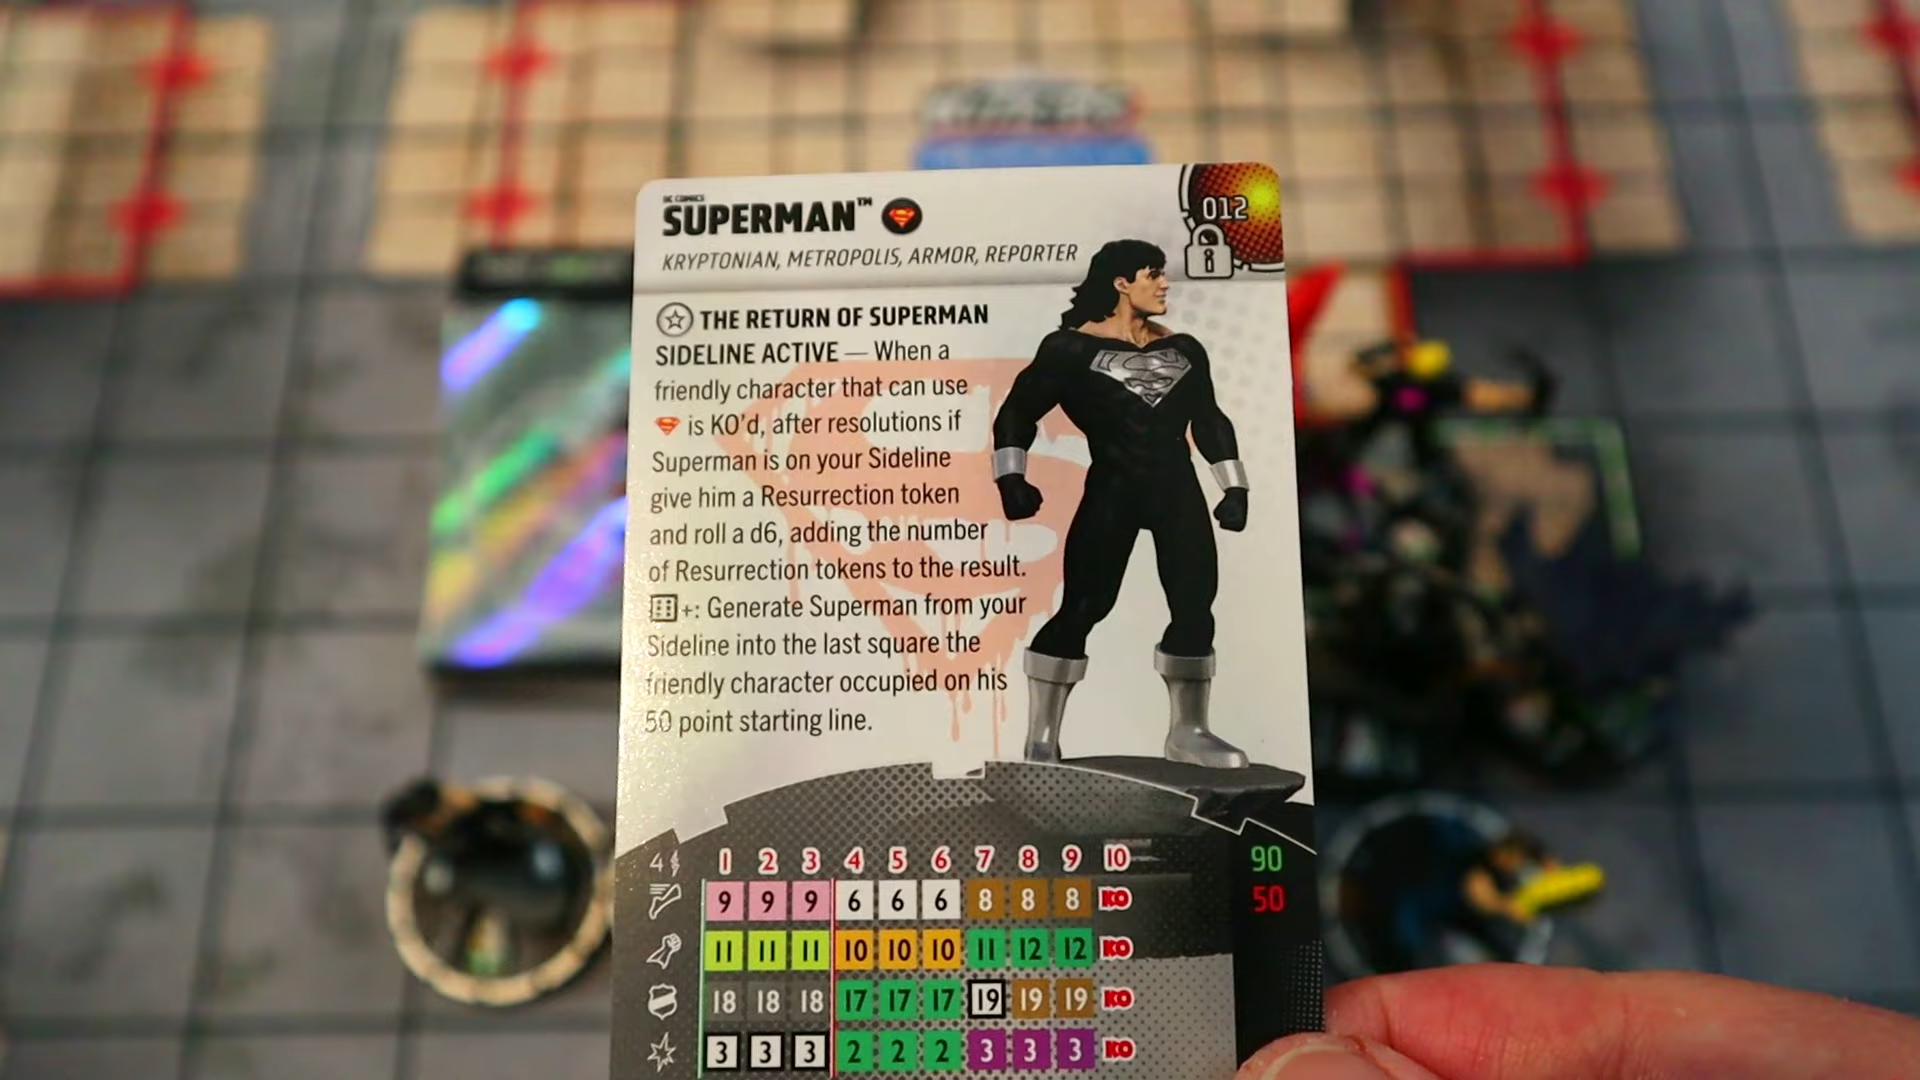 DC COMICS
SUPERMAN™
012
KRYPTONIAN, METROPOLIS, ARMOR, REPORTER
THE RETURN OF SUPERMAN
SIDELINE ACTIVE — When a
friendly character that can use
is KO'd, after resolutions if
Superman is on your Sideline
give him a Resurrection token
and roll a d6, adding the number
of Resurrection tokens to the result.
+: Generate Superman from your
Sideline into the last square the
friendly character occupied on his
50 point starting line.
4 1 2 3 4 5 6 7 8 9 10 90
9 9 9 6 6 6 8 8 8 KO 50
11 11 11 10 10 10 11 12 12 KO
18 18 18 17 17 17 19 19 19 KO
3 3 3 2 2 2 3 3 3 KO